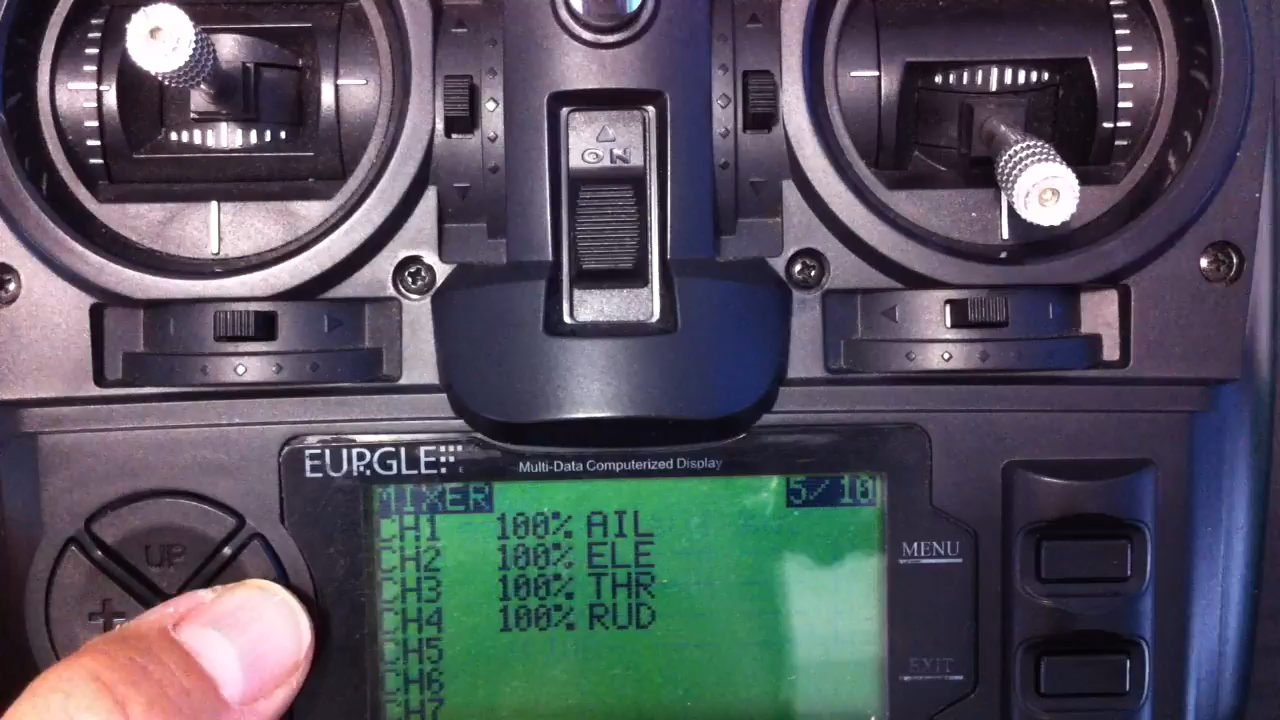 ON
EURGLE
Multi-Data Computerized Display
MIXER 5/10
CH1 100% AIL
CH2 100% ELE
CH3 100% THR
CH4 100% RUD
CH5
CH6
CH7
UP
+
MENU
EXIT